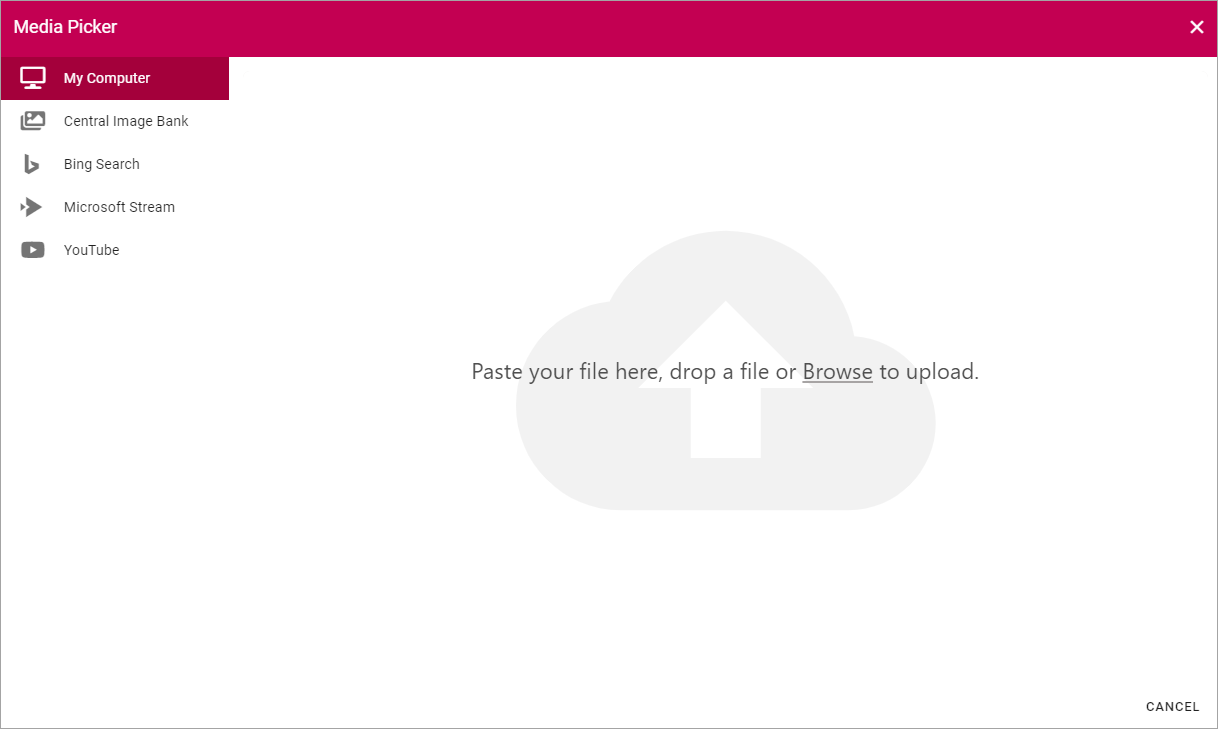 Media Picker
My Computer
Central Image Bank
Bing Search
Microsoft Stream
YouTube
Paste your file here, drop a file or Browse to upload.
CANCEL